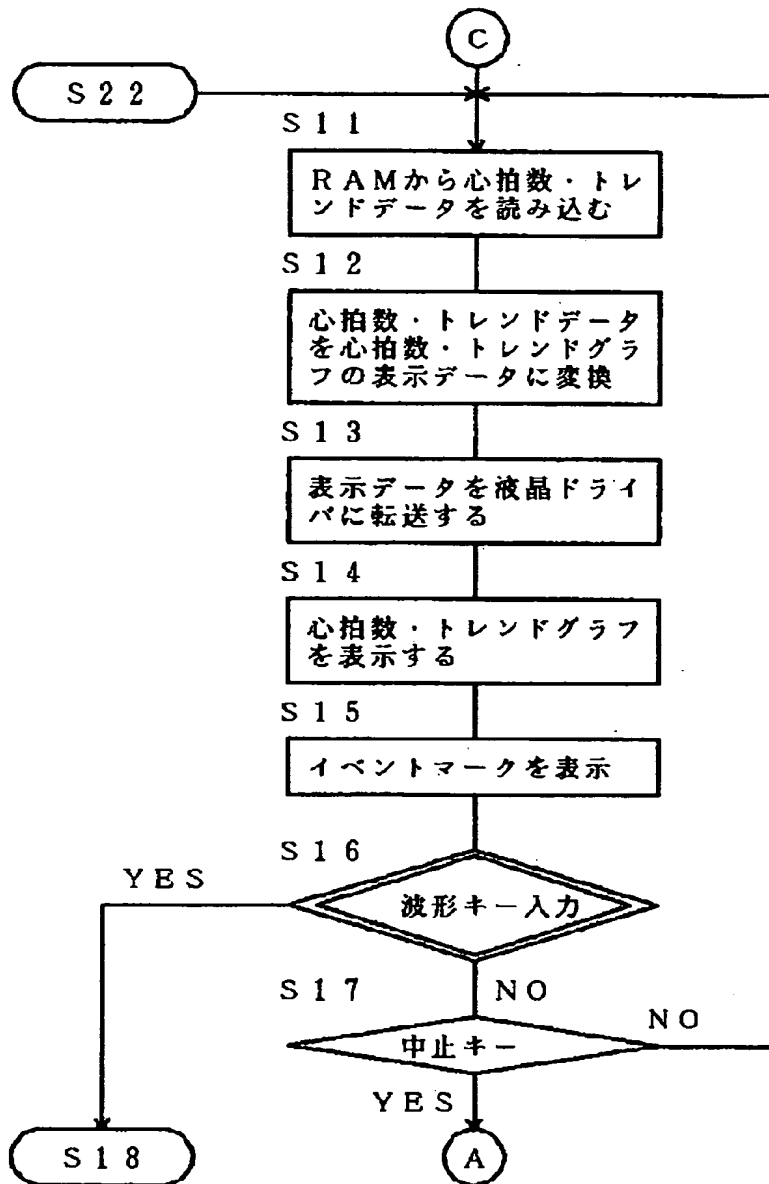 C
S22
S11
RAMから心拍数・トレ
ンドデータを読み込む
S12
心拍数・トレンドデータ
を心拍数・トレンドグラ
フの表示データに変換
S13
表示データを液晶ドライ
バに転送する
S14
心拍数・トレンドグラフ
を表示する
S15
イベントマークを表示
S16
YES
波形キー入力
S17
NO
NO
中止キー
YES
S18
A